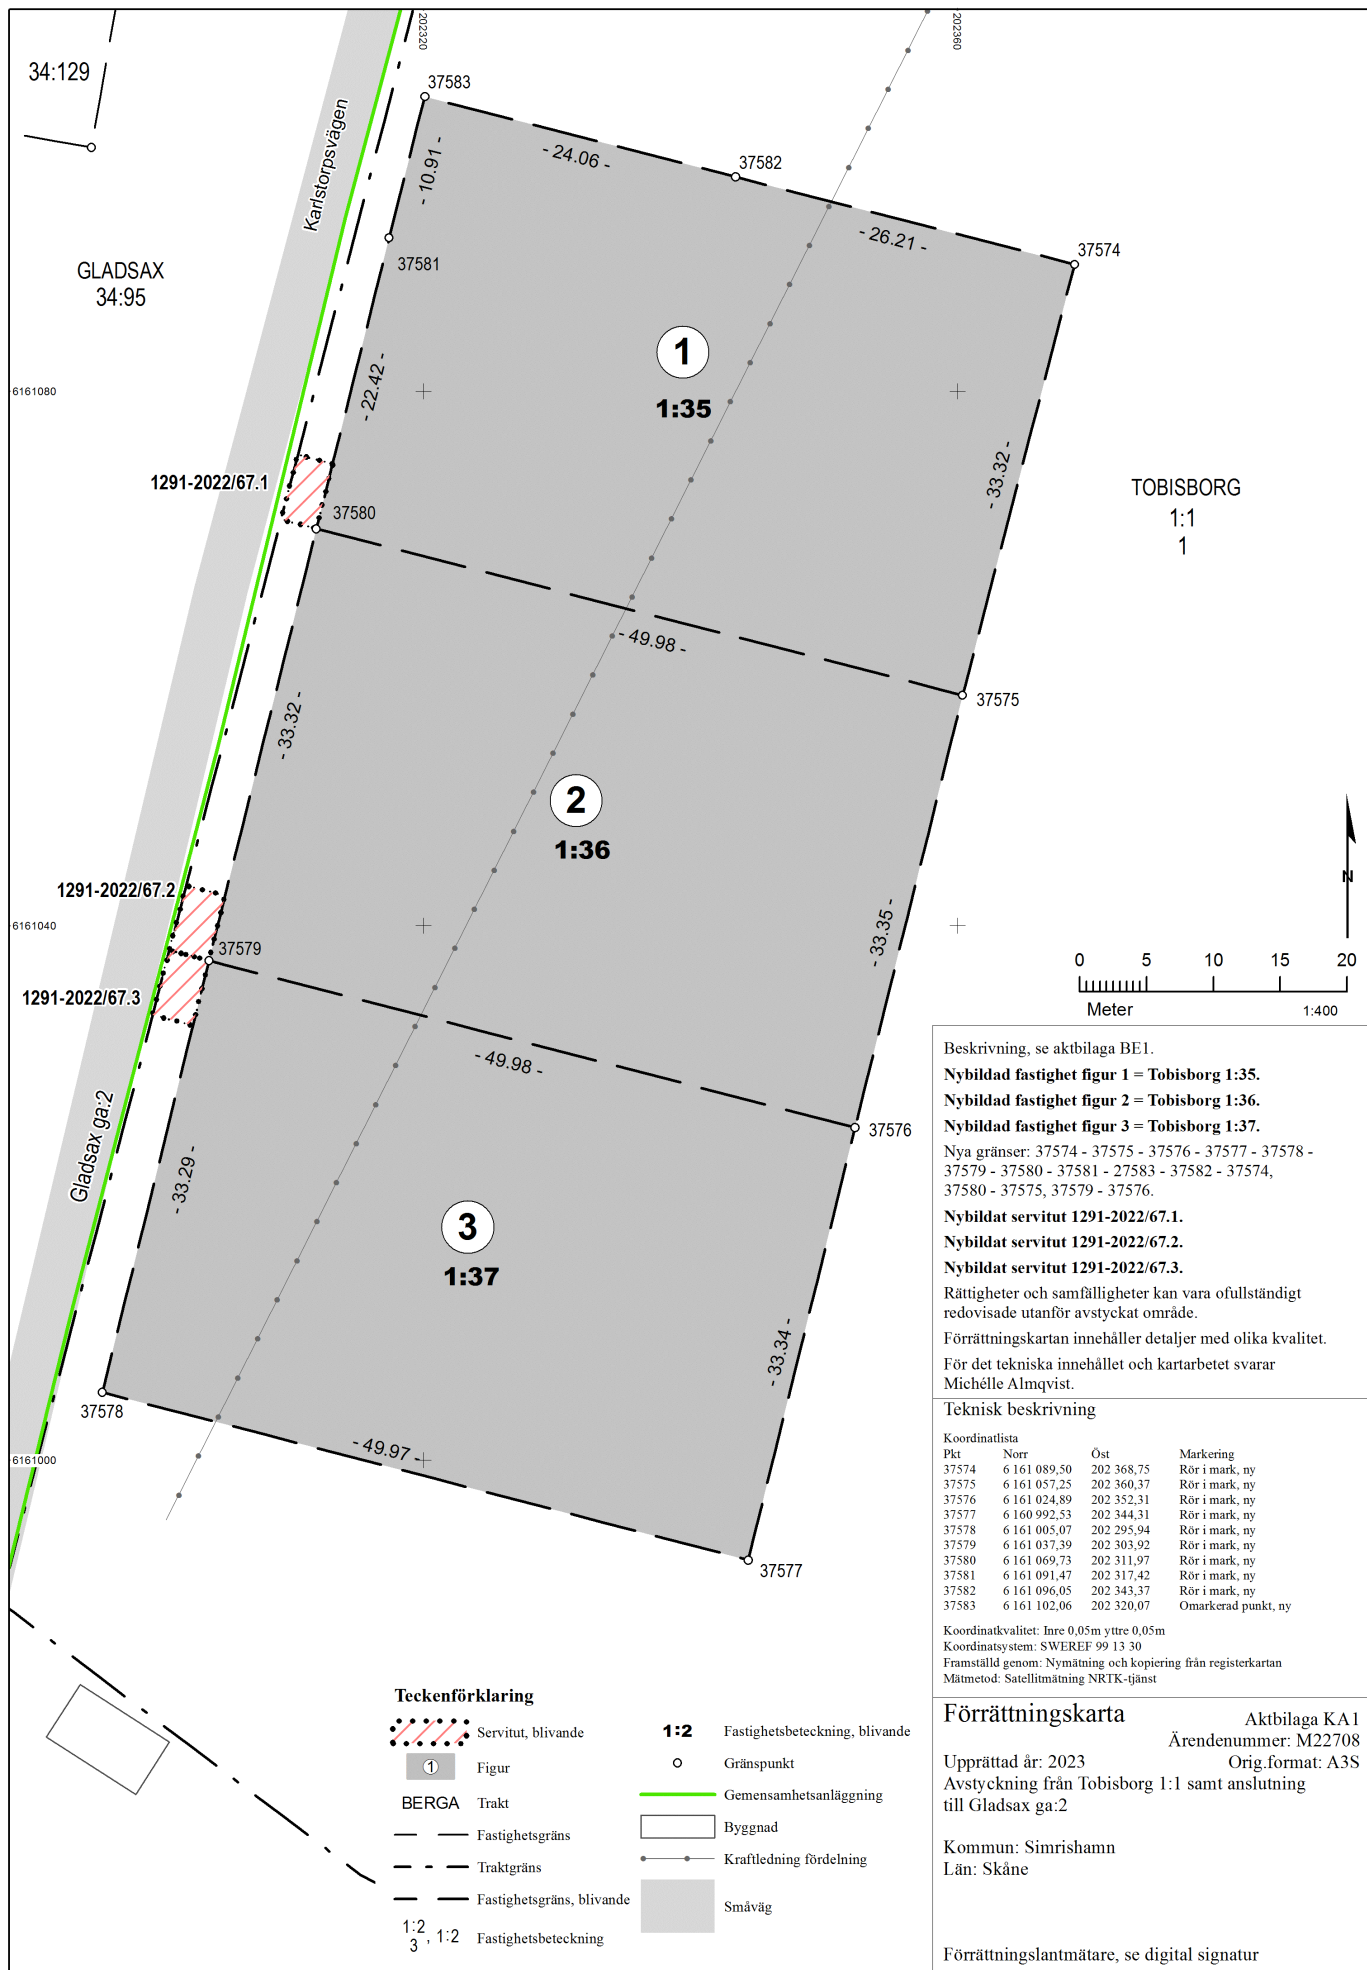 202320
202360
34:129
37583
Karlstorpsvägen
- 10.91 -
- 24.06 -
37582
- 26.21 -
37574
37581
GLADSAX
34:95
1
1:35
- 22.42 -
6161080
- 33.32 -
1291-2022/67.1
37580
TOBISBORG
1:1
1
- 49.98 -
37575
- 33.32 -
2
1:36
N
1291-2022/67.2
37579
- 33.35 -
6161040
1291-2022/67.3
0 5 10 15 20
Meter 1:400
- 49.98 -
37576
Gladsax ga:2
- 33.29 -
3
1:37
- 33.34 -
37578
- 49.97 -
6161000
37577
Beskrivning, se aktbilaga BE1.
Nybildad fastighet figur 1 = Tobisborg 1:35.
Nybildad fastighet figur 2 = Tobisborg 1:36.
Nybildad fastighet figur 3 = Tobisborg 1:37.
Nya gränser: 37574 - 37575 - 37576 - 37577 - 37578 -
37579 - 37580 - 37581 - 27583 - 37582 - 37574,
37580 - 37575, 37579 - 37576.
Nybildat servitut 1291-2022/67.1.
Nybildat servitut 1291-2022/67.2.
Nybildat servitut 1291-2022/67.3.
Rättigheter och samfälligheter kan vara ofullständigt
redovisade utanför avstyckat område.
Förrättningskartan innehåller detaljer med olika kvalitet.
För det tekniska innehållet och kartarbetet svarar
Michélle Almqvist.
Teknisk beskrivning
Koordinatlista
Pkt Norr Öst Markering
37574 6 161 089,50 202 368,75 Rör i mark, ny
37575 6 161 057,25 202 360,37 Rör i mark, ny
37576 6 161 024,89 202 352,31 Rör i mark, ny
37577 6 160 992,53 202 344,31 Rör i mark, ny
37578 6 161 005,07 202 295,94 Rör i mark, ny
37579 6 161 037,39 202 303,92 Rör i mark, ny
37580 6 161 069,73 202 311,97 Rör i mark, ny
37581 6 161 091,47 202 317,42 Rör i mark, ny
37582 6 161 096,05 202 343,37 Rör i mark, ny
37583 6 161 102,06 202 320,07 Omarkerad punkt, ny
Koordinatkvalitet: Inre 0,05m yttre 0,05m
Koordinatsystem: SWEREF 99 13 30
Framställd genom: Nymätning och kopiering från registerkartan
Mätmetod: Satellitmätning NRTK-tjänst
Förrättningskarta
Aktbilaga KA1
Ärendenummer: M22708
Upprättad år: 2023 Orig.format: A3S
Avstyckning från Tobisborg 1:1 samt anslutning
till Gladsax ga:2
Kommun: Simrishamn
Län: Skåne
Förrättningslantmätare, se digital signatur
Teckenförklaring
Servitut, blivande
1 Figur
BERGA Trakt
Fastighetsgräns
Traktgräns
Fastighetsgräns, blivande
1:2
3 , 1:2 Fastighetsbeteckning
1:2 Fastighetsbeteckning, blivande
Gränspunkt
Gemensamhetsanläggning
Byggnad
Kraftledning fördelning
Småväg